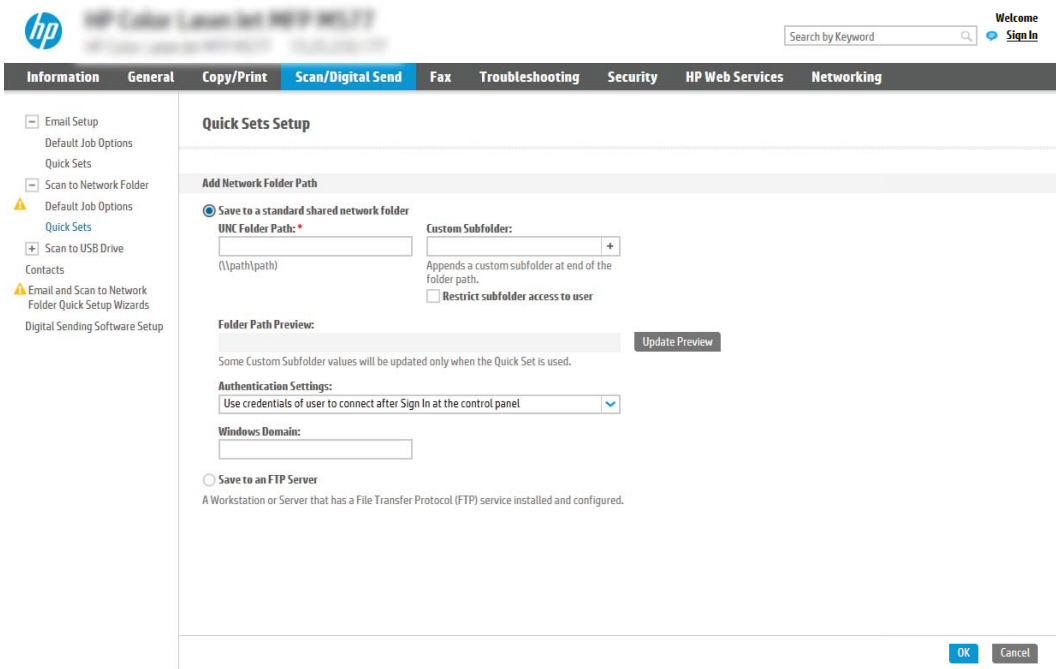 hp
HP Color LaserJet MFP M577
Welcome
Search by Keyword
Sign In
Information General Copy/Print Scan/Digital Send Fax Troubleshooting Security HP Web Services Networking
Email Setup
Default Job Options
Quick Sets
Scan to Network Folder
Default Job Options
Quick Sets
Scan to USB Drive
Contacts
Email and Scan to Network
Folder Quick Setup Wizards
Digital Sending Software Setup
Quick Sets Setup
Add Network Folder Path
Save to a standard shared network folder
UNC Folder Path: * Custom Subfolder:
(\\path\path) Appends a custom subfolder at end of the
folder path.
Restrict subfolder access to user
Folder Path Preview:
Update Preview
Some Custom Subfolder values will be updated only when the Quick Set is used.
Authentication Settings:
Use credentials of user to connect after Sign In at the control panel
Windows Domain:
Save to an FTP Server
A Workstation or Server that has a File Transfer Protocol (FTP) service installed and configured.
OK Cancel